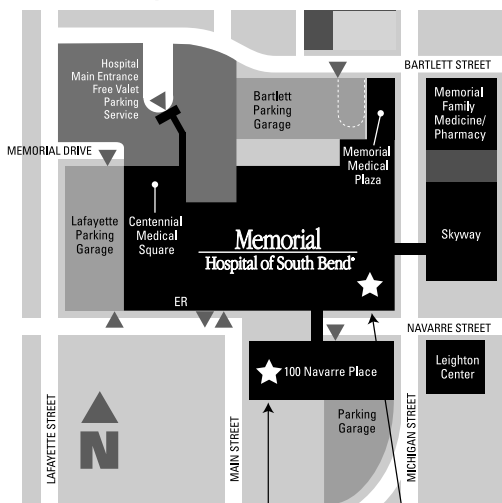 BARTLETT STREET
Hospital
Main Entrance
Free Valet
Parking
Service
Bartlett
Parking
Garage
Memorial
Family
Medicine/
Pharmacy
MEMORIAL DRIVE
Memorial
Medical
Plaza
Lafayette
Parking
Garage
Centennial
Medical
Square
Memorial
Hospital of South Bend®
Skyway
ER
NAVARRE STREET
100 Navarre Place
Leighton
Center
Parking
Garage
N
LAFAYETTE STREET
MAIN STREET
MICHIGAN STREET